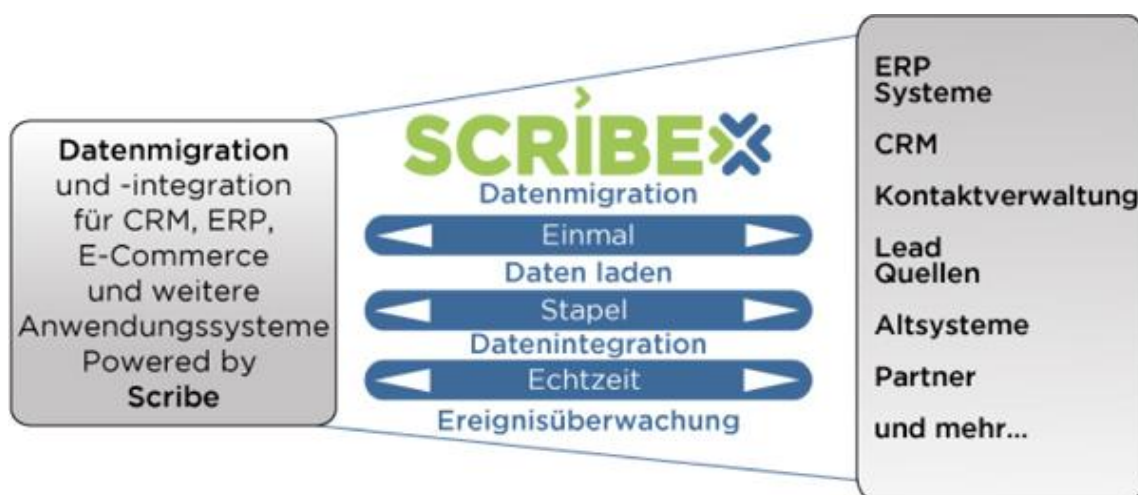 Datenmigration
und -integration
für CRM, ERP,
E-Commerce
und weitere
Anwendungssysteme
Powered by
Scribe
SCRIBE
Datenmigration
Einmal
Daten laden
Stapel
Datenintegration
Echtzeit
Ereignisüberwachung
ERP
Systeme
CRM
Kontaktverwaltung
Lead
Quellen
Altsysteme
Partner
und mehr...